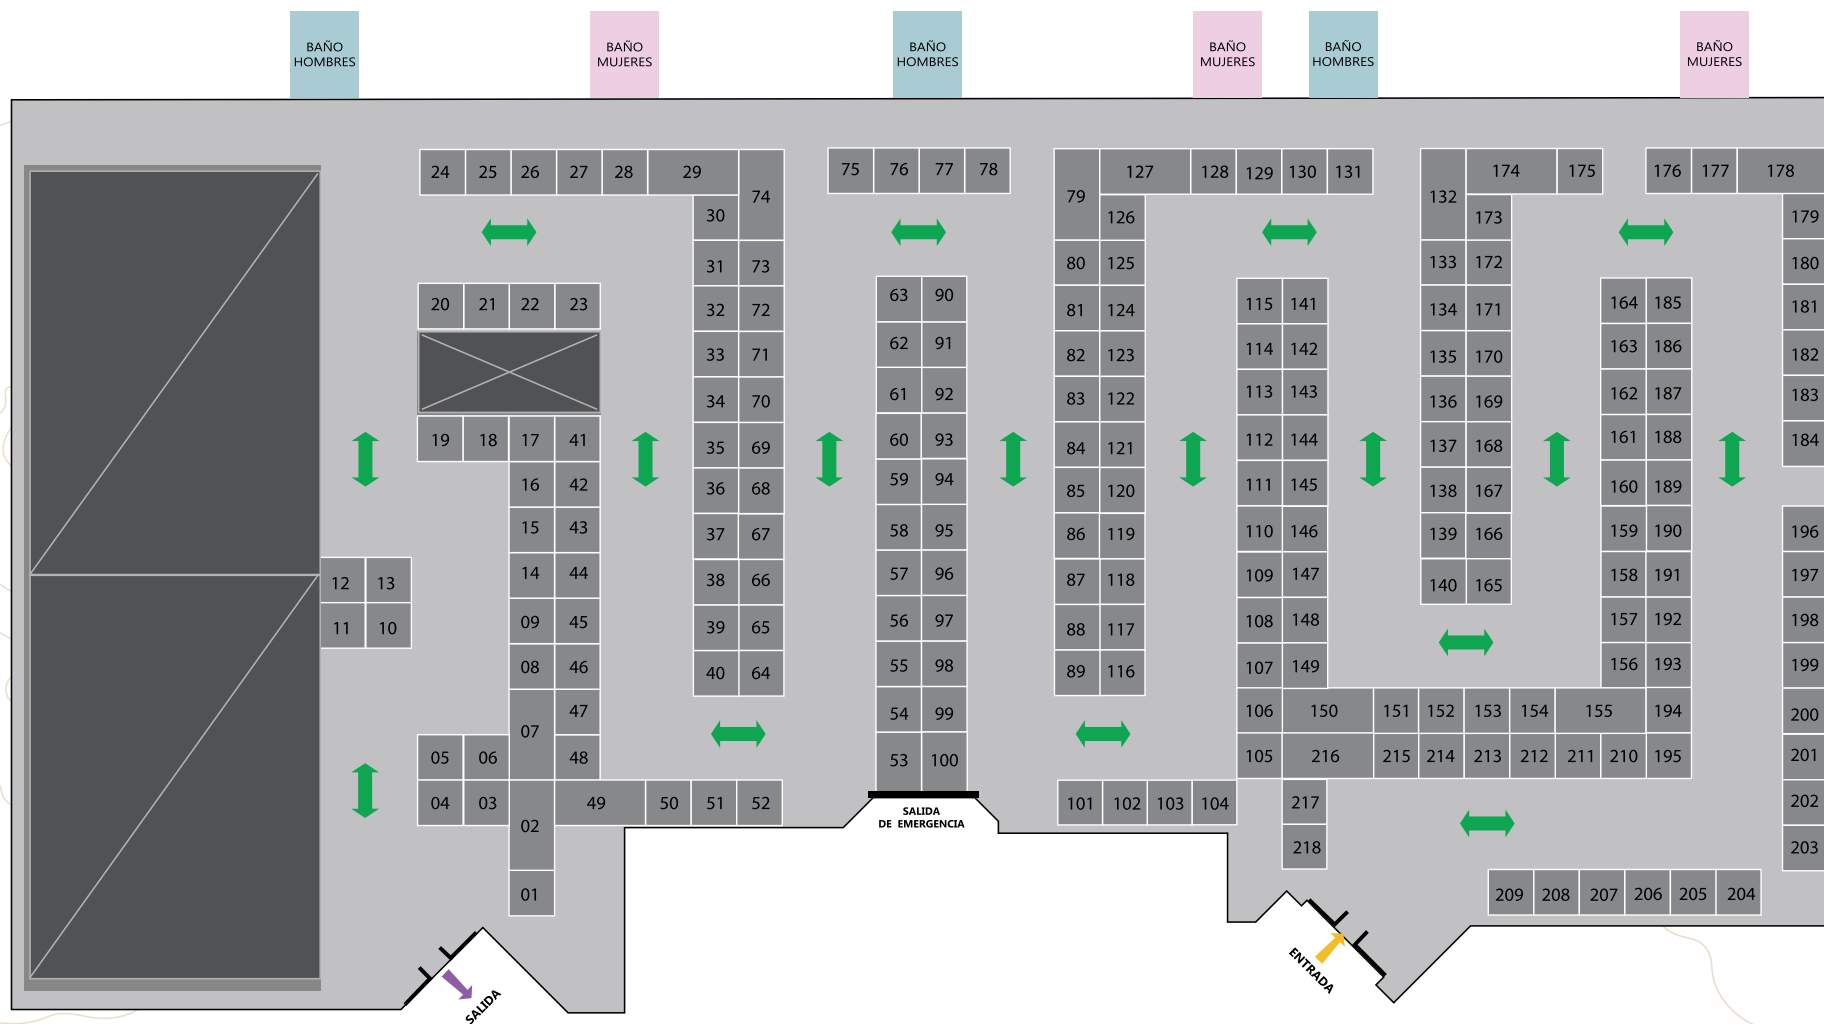 BAÑO BAÑO BAÑO BAÑO BAÑO BAÑO
HOMBRES MUJERES HOMBRES MUJERES HOMBRES MUJERES
24 25 26 27 28 29 74 75 76 77 78 79 127 128 129 130 131 132 174 175 176 177 178
30 126 173 179
31 73 80 125 133 172 180
20 21 22 23 32 72 63 90 81 124 115 141 134 171 164 185 181
33 71 62 91 82 123 114 142 135 170 163 186 182
34 70 61 92 83 122 113 143 136 169 162 187 183
19 18 17 41 35 69 60 93 84 121 112 144 137 168 161 188 184
16 42 36 68 59 94 85 120 111 145 138 167 160 189
15 43 37 67 58 95 86 119 110 146 139 166 159 190 196
12 13 14 44 38 66 57 96 87 118 109 147 140 165 158 191 197
11 10 09 45 39 65 56 97 88 117 108 148 157 192 198
08 46 40 64 55 98 89 116 107 149 156 193 199
07 47 54 99 106 150 151 152 153 154 155 194 200
05 06 48 53 100 105 216 215 214 213 212 211 210 195 201
04 03 02 49 50 51 52 101 102 103 104 217 202
SALIDA
DE EMERGENCIA
218 203
01 209 208 207 206 205 204
ENTRADA
SALIDA